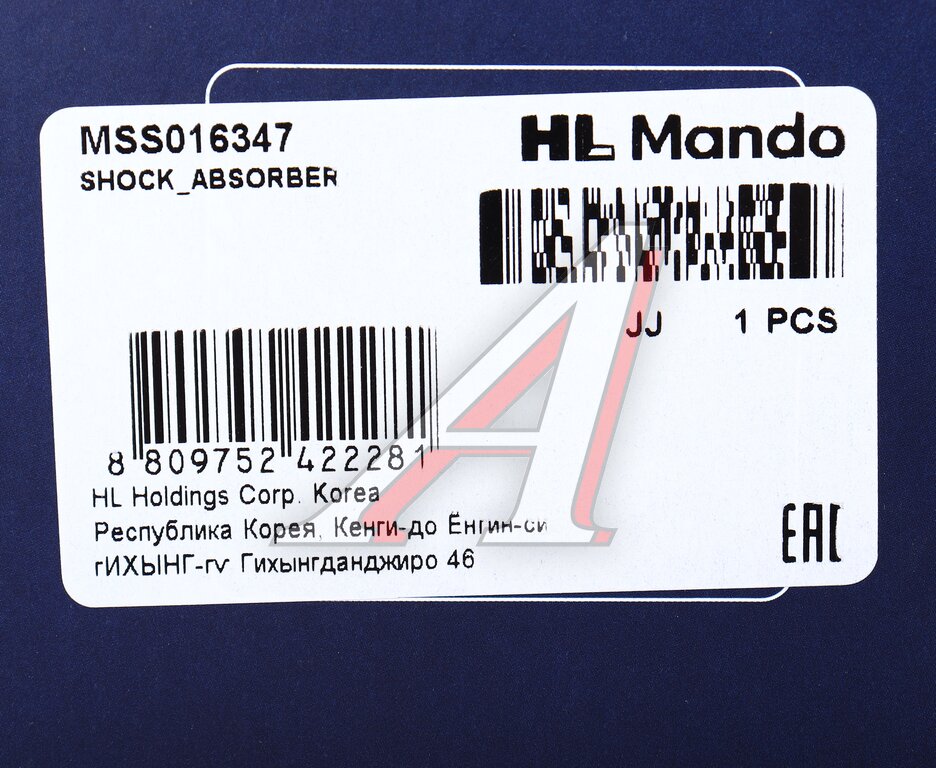 MSS016347
SHOCK_ABSORBER
HL Mando
JJ 1 PCS
8 809752 422281
HL Holdings Corp. Korea
Республика Корея, Кенги-до Ёнгин-си
гИХЫНГ-гу Гихынгданджиро 46
EAC